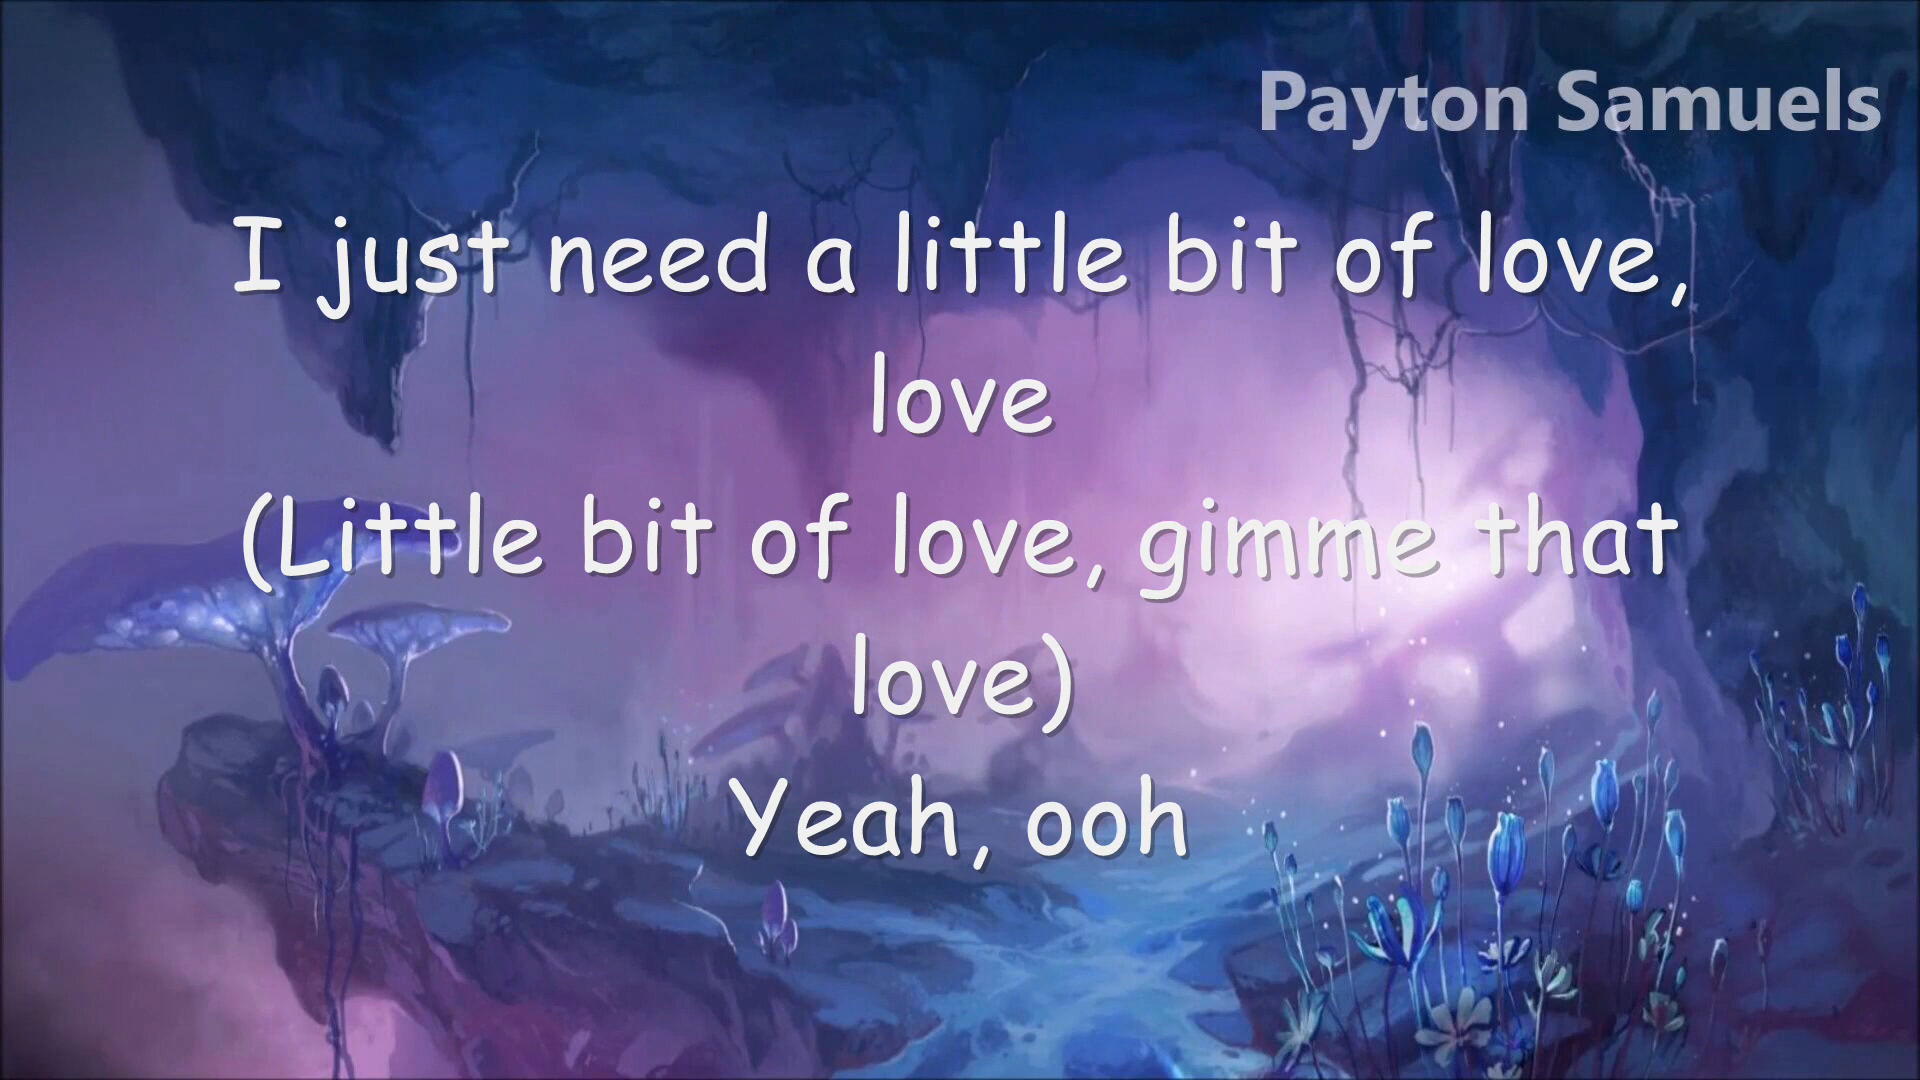 Payton Samuels
I just need a little bit of love,
love
(Little bit of love, gimme that
love)
Yeah, ooh